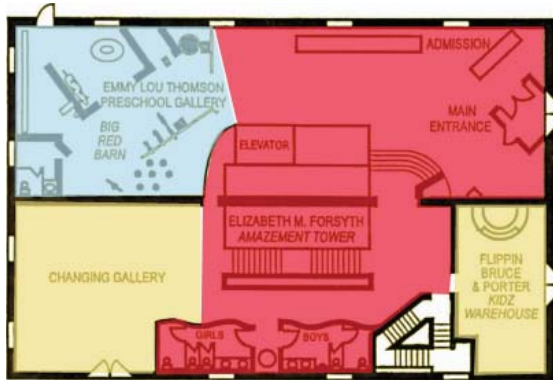 ADMISSION
EMMY LOU THOMSON
PRESCHOOL GALLERY
BIG
RED
BARN
MAIN
ENTRANCE
ELEVATOR
ELIZABETH M. FORSYTH
AMAZEMENT TOWER
CHANGING GALLERY
FLIPPIN
BRUCE
& PORTER
KIDZ
WAREHOUSE
GIRLS
BOYS